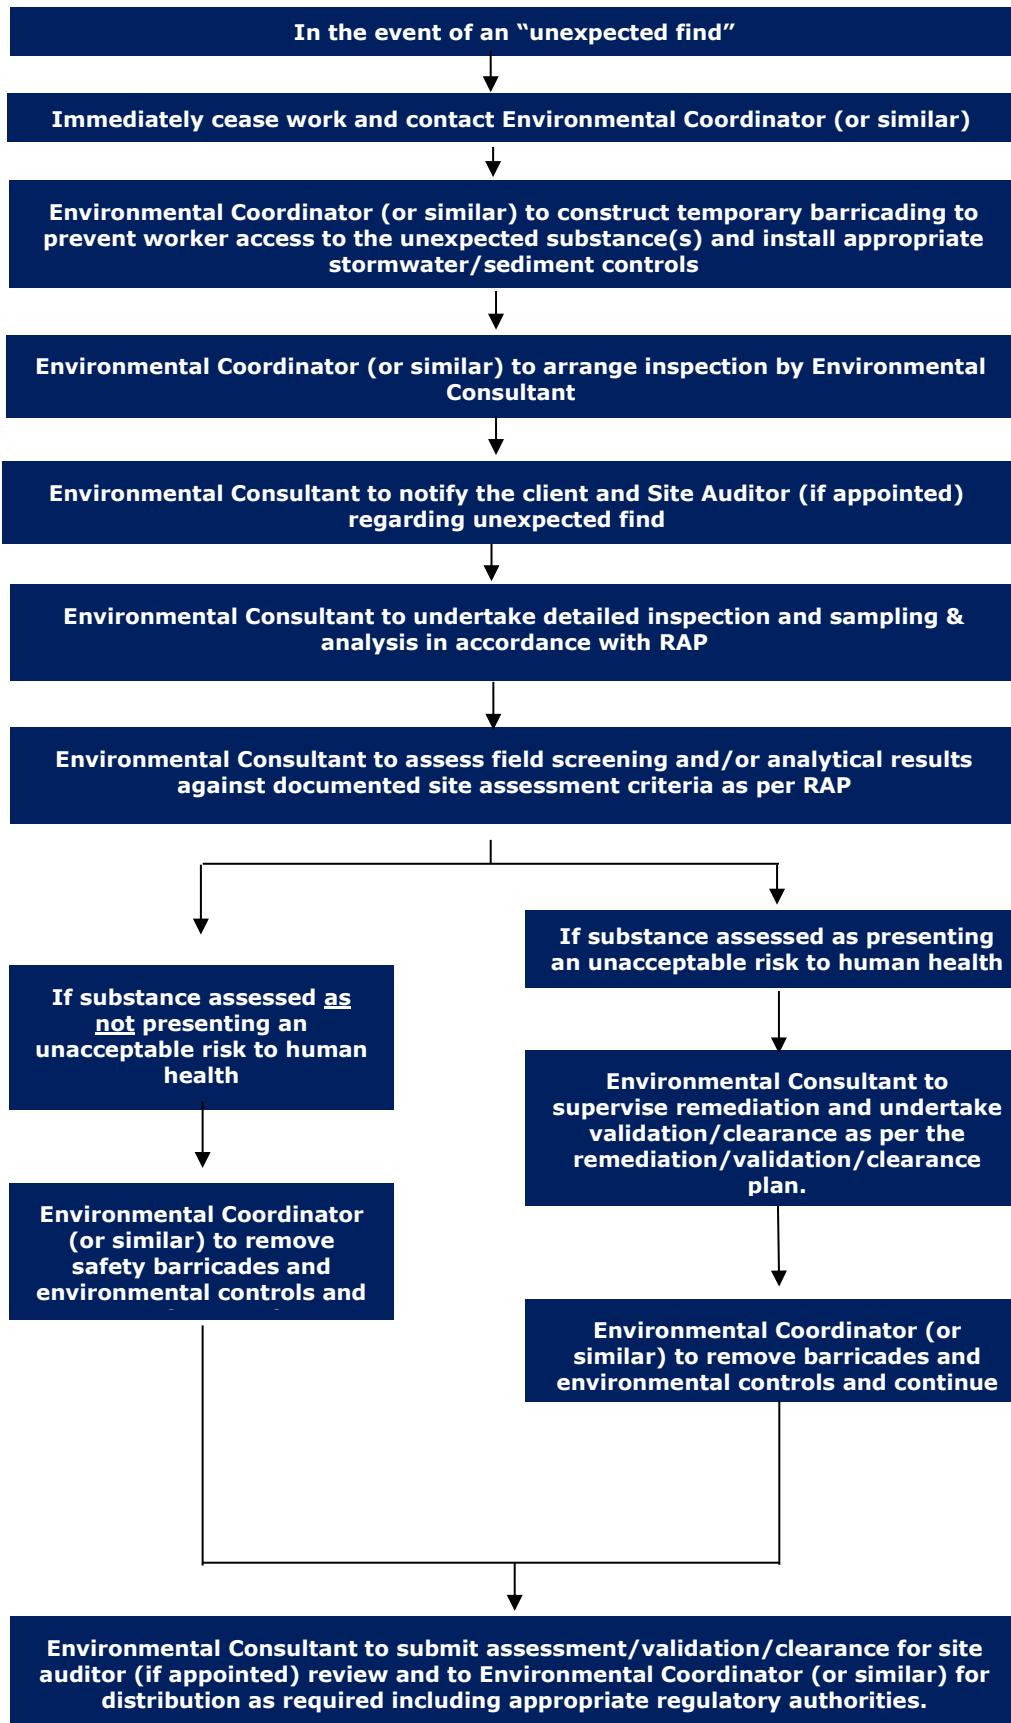 In the event of an “unexpected find”
Immediately cease work and contact Environmental Coordinator (or similar)
Environmental Coordinator (or similar) to construct temporary barricading to
prevent worker access to the unexpected substance(s) and install appropriate
stormwater/sediment controls
Environmental Coordinator (or similar) to arrange inspection by Environmental
Consultant
Environmental Consultant to notify the client and Site Auditor (if appointed)
regarding unexpected find
Environmental Consultant to undertake detailed inspection and sampling &
analysis in accordance with RAP
Environmental Consultant to assess field screening and/or analytical results
against documented site assessment criteria as per RAP
If substance assessed as
not presenting an
unacceptable risk to human
health
Environmental Coordinator
(or similar) to remove
safety barricades and
environmental controls and
If substance assessed as presenting
an unacceptable risk to human health
Environmental Consultant to
supervise remediation and undertake
validation/clearance as per the
remediation/validation/clearance
plan.
Environmental Coordinator (or
similar) to remove barricades and
environmental controls and continue
Environmental Consultant to submit assessment/validation/clearance for site
auditor (if appointed) review and to Environmental Coordinator (or similar) for
distribution as required including appropriate regulatory authorities.